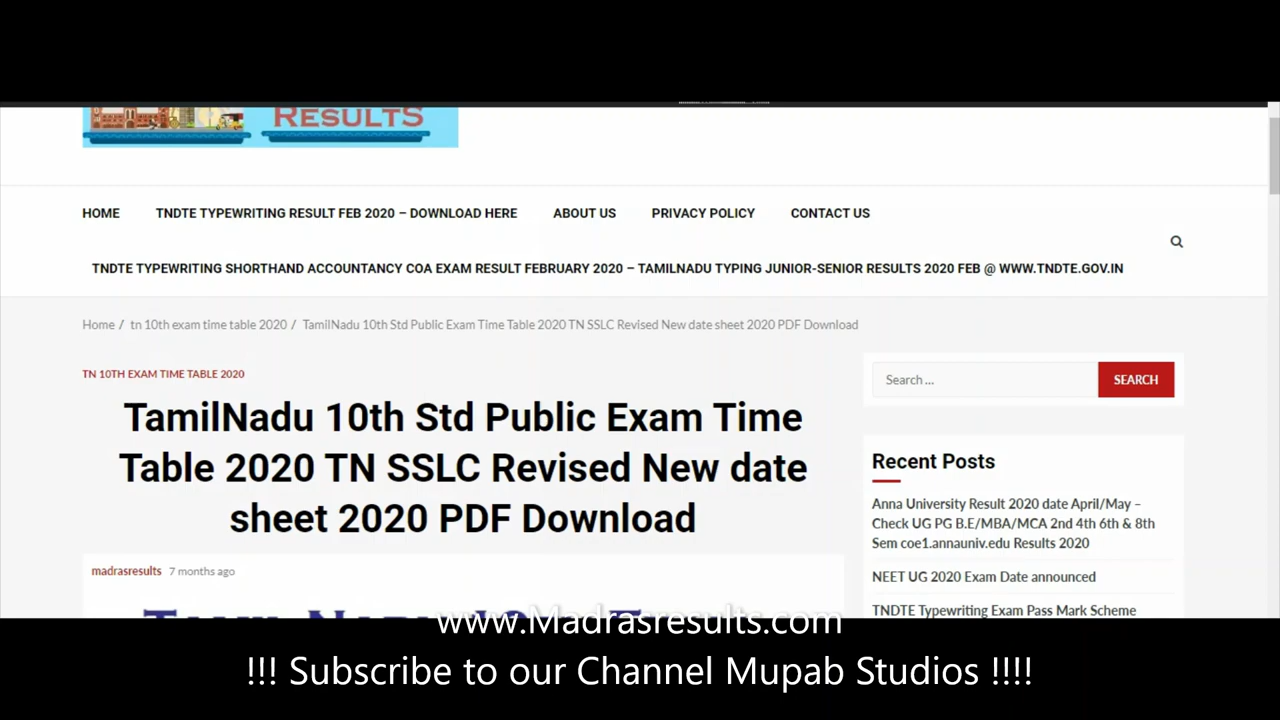 RESULTS
HOME TNDTE TYPEWRITING RESULT FEB 2020 – DOWNLOAD HERE ABOUT US PRIVACY POLICY CONTACT US
TNDTE TYPEWRITING SHORTHAND ACCOUNTANCY COA EXAM RESULT FEBRUARY 2020 – TAMILNADU TYPING JUNIOR-SENIOR RESULTS 2020 FEB @ WWW.TNDTE.GOV.IN
Home / tn 10th exam time table 2020 / TamilNadu 10th Std Public Exam Time Table 2020 TN SSLC Revised New date sheet 2020 PDF Download
TN 10TH EXAM TIME TABLE 2020
TamilNadu 10th Std Public Exam Time
Table 2020 TN SSLC Revised New date
sheet 2020 PDF Download
madrasresults 7 months ago
Search ... SEARCH
Recent Posts
Anna University Result 2020 date April/May –
Check UG PG B.E/MBA/MCA 2nd 4th 6th & 8th
Sem coe1.annauniv.edu Results 2020
NEET UG 2020 Exam Date announced
TNDTE Typewriting Exam Pass Mark Scheme
www.Madrasresults.com
!!! Subscribe to our Channel Mupab Studios !!!!